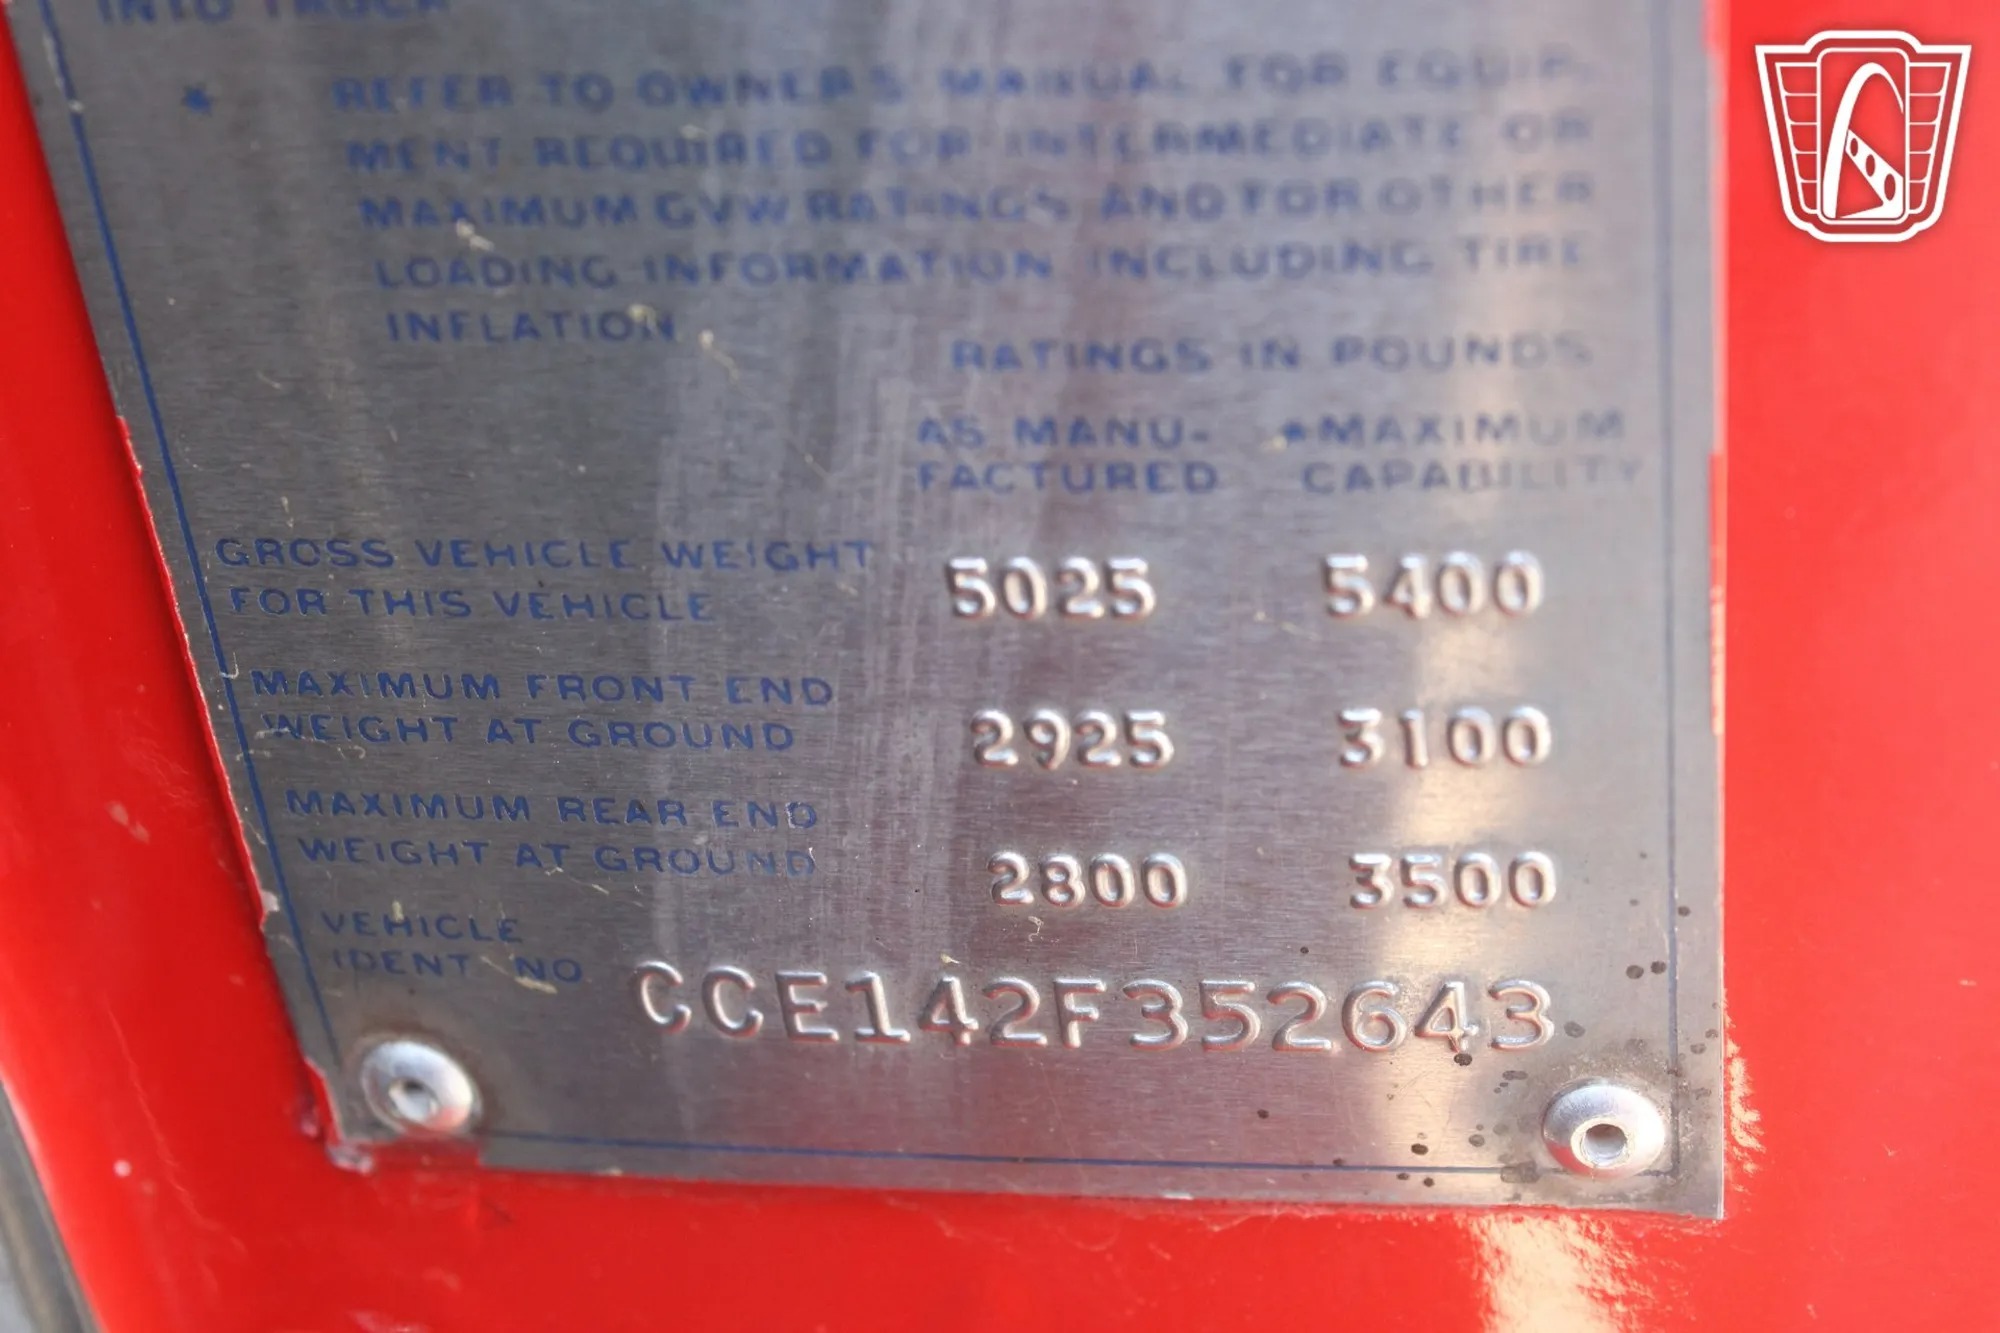 INTO TRUCK
* REFER TO OWNER'S MANUAL FOR EQUIP-
MENT REQUIRED FOR INTERMEDIATE OR
MAXIMUM GVW RATINGS AND FOR OTHER
LOADING INFORMATION INCLUDING TIRE
INFLATION
RATINGS IN POUNDS
AS MANU- *MAXIMUM
FACTURED CAPABILITY
GROSS VEHICLE WEIGHT
FOR THIS VEHICLE 5025 5400
MAXIMUM FRONT END
WEIGHT AT GROUND 2925 3100
MAXIMUM REAR END
WEIGHT AT GROUND 2800 3500
VEHICLE
IDENT NO CCE142F352643